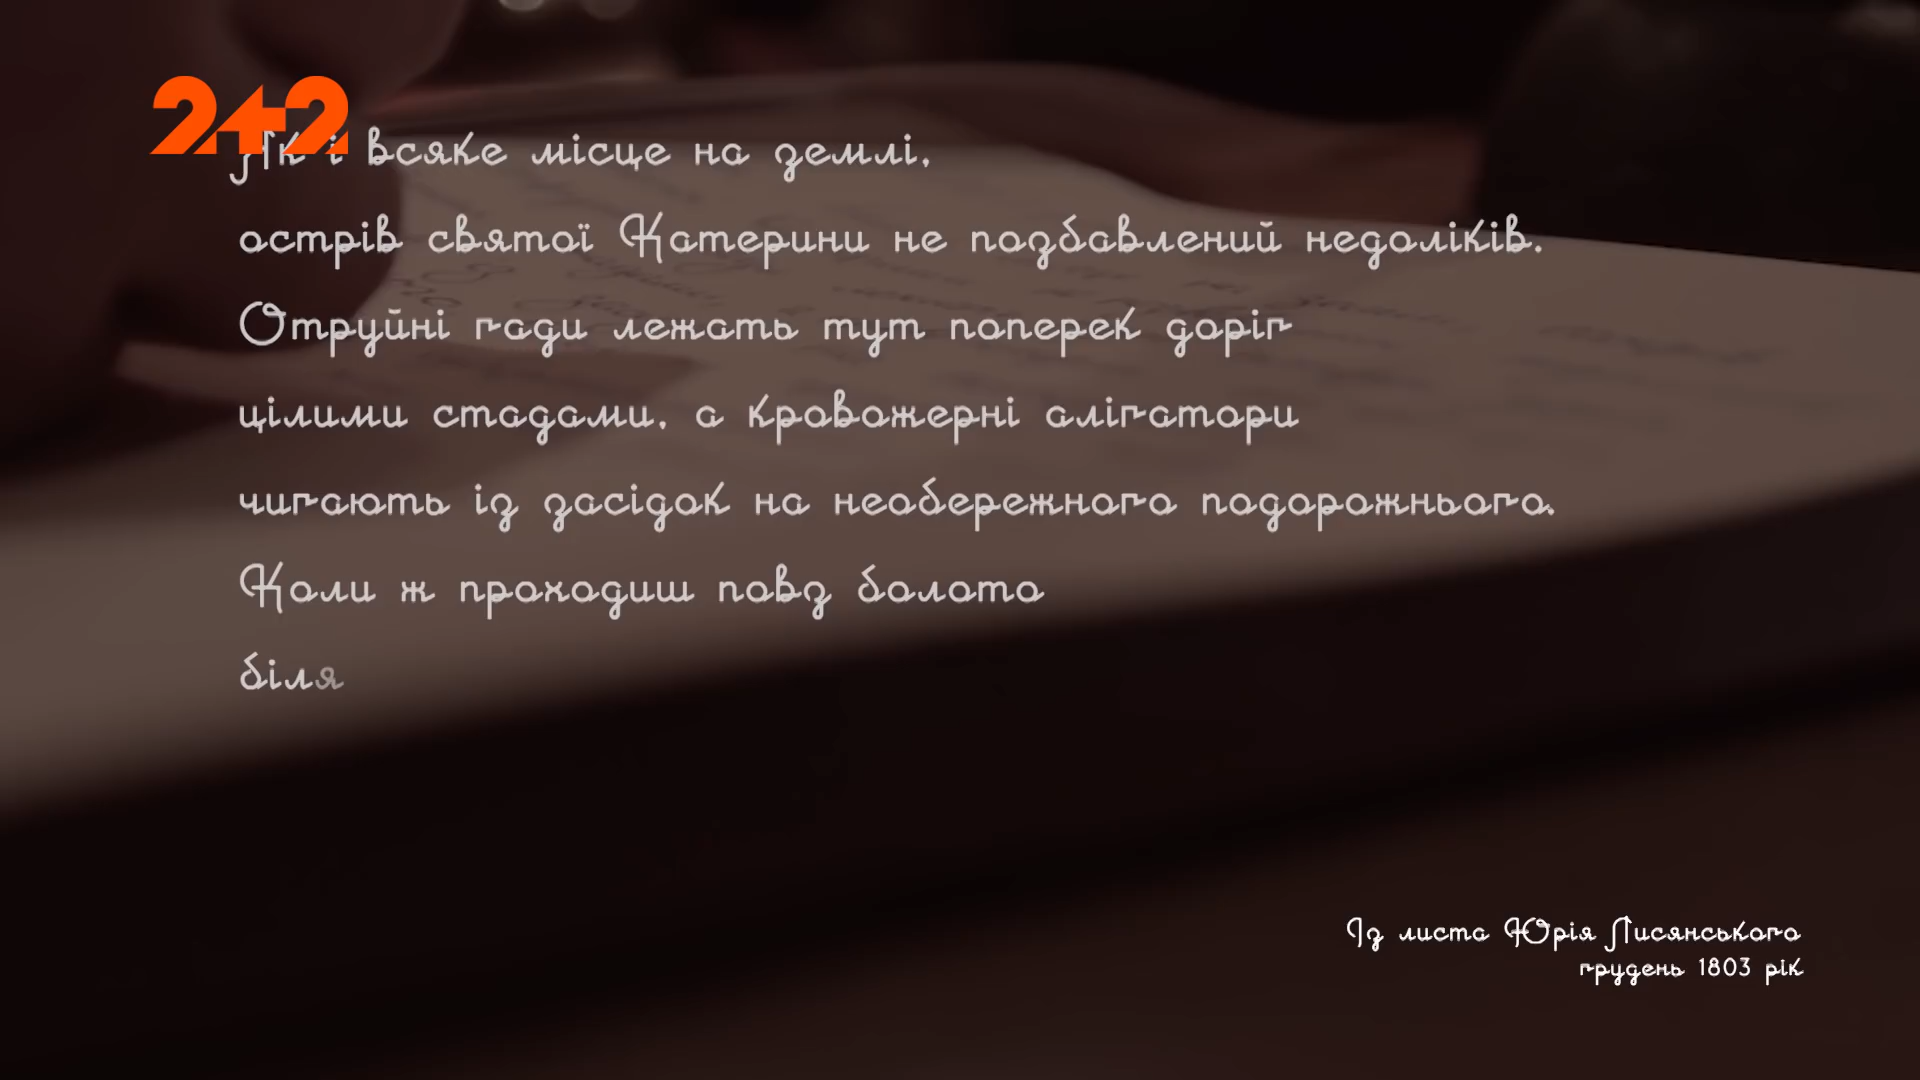 2+2
Як і всяке місце на землі,
острів святої Катерини не позбавлений недоліків.
Отруйні гади лежать тут поперек доріг
цілими стадами, а кровожерні алігатори
чигають із засідок на необережного подорожнього.
Коли ж проходиш повз болото
біля
Із листа Юрія Лисянського
грудень 1803 рік